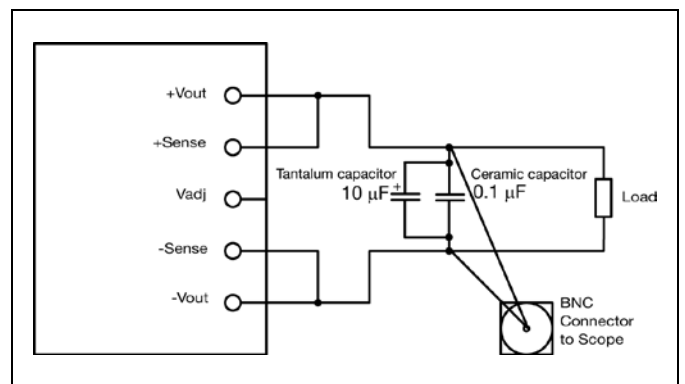 +Vout
+Sense
Vadj
-Sense
-Vout
Tantalum capacitor
10 µF
+
Ceramic capacitor
0.1 µF
Load
BNC
Connector
to Scope